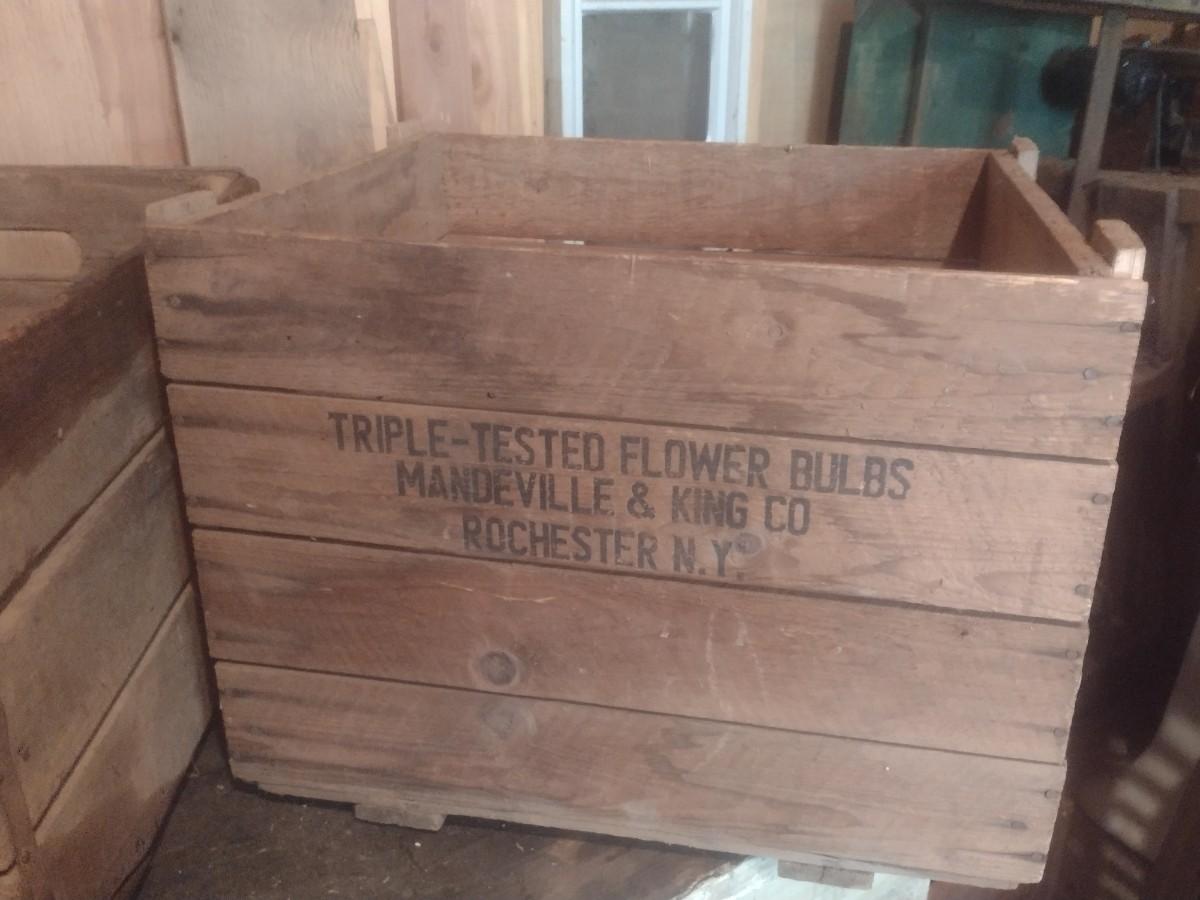 TRIPLE-TESTED FLOWER BULBS
MANDEVILLE & KING CO
ROCHESTER N.Y.